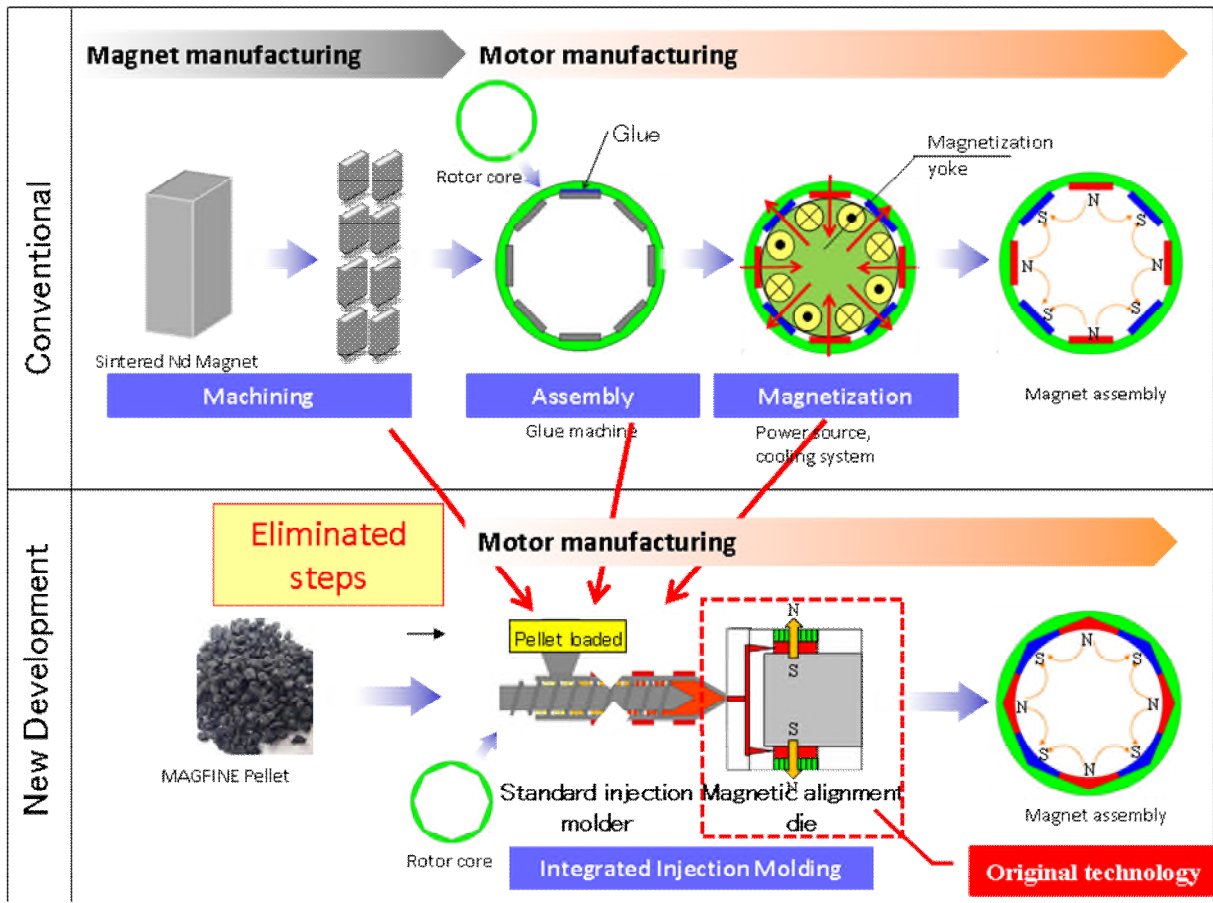 Magnet manufacturing
Motor manufacturing
Conventional
Glue
Rotor core
Magnetization
yoke
N
S
S
N
N
S
S
N
Sintered Nd Magnet
Machining
Assembly
Magnetization
Magnet assembly
Glue machine
Power source,
cooling system
New Development
Eliminated
steps
Motor manufacturing
Pellet loaded
N
S
S
N
MAGFINE Pellet
Rotor core
Standard injection
molder
Magnetic alignment
die
N
S
S
N
N
S
S
N
Magnet assembly
Integrated Injection Molding
Original technology